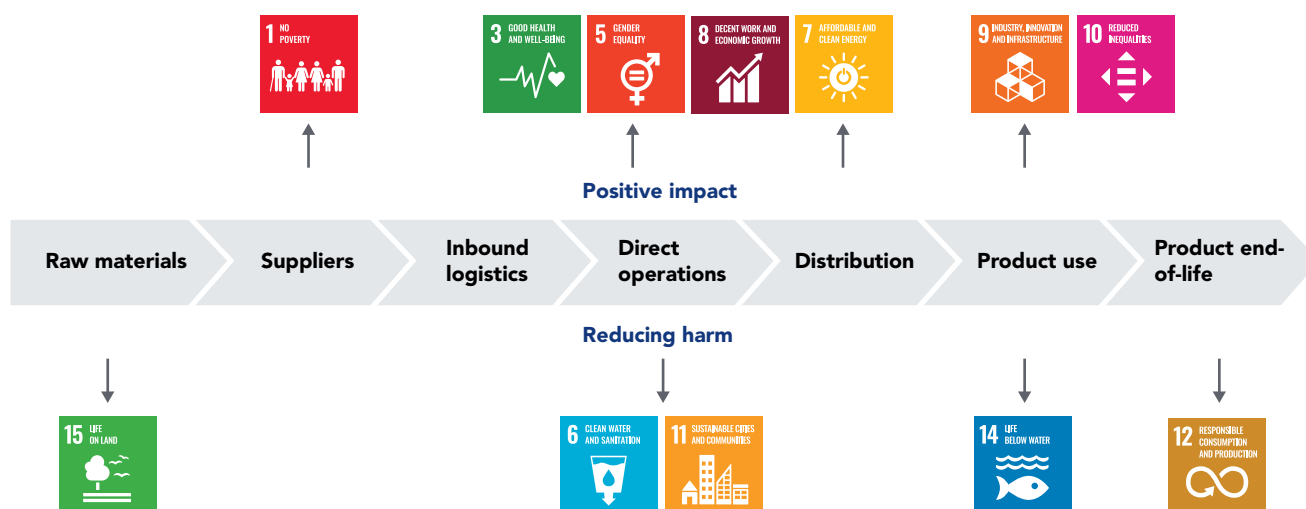 1 NO
POVERTY
3 GOOD HEALTH
AND WELL-BEING
5 GENDER
EQUALITY
8 DECENT WORK AND
ECONOMIC GROWTH
7 AFFORDABLE AND
CLEAN ENERGY
9 INDUSTRY, INNOVATION
AND INFRASTRUCTURE
10 REDUCED
INEQUALITIES
Positive impact
Raw materials
Suppliers
Inbound
logistics
Direct
operations
Distribution
Product use
Product end-
of-life
Reducing harm
15 LIFE
ON LAND
6 CLEAN WATER
AND SANITATION
11 SUSTAINABLE CITIES
AND COMMUNITIES
14 LIFE
BELOW WATER
12 RESPONSIBLE
CONSUMPTION
AND PRODUCTION